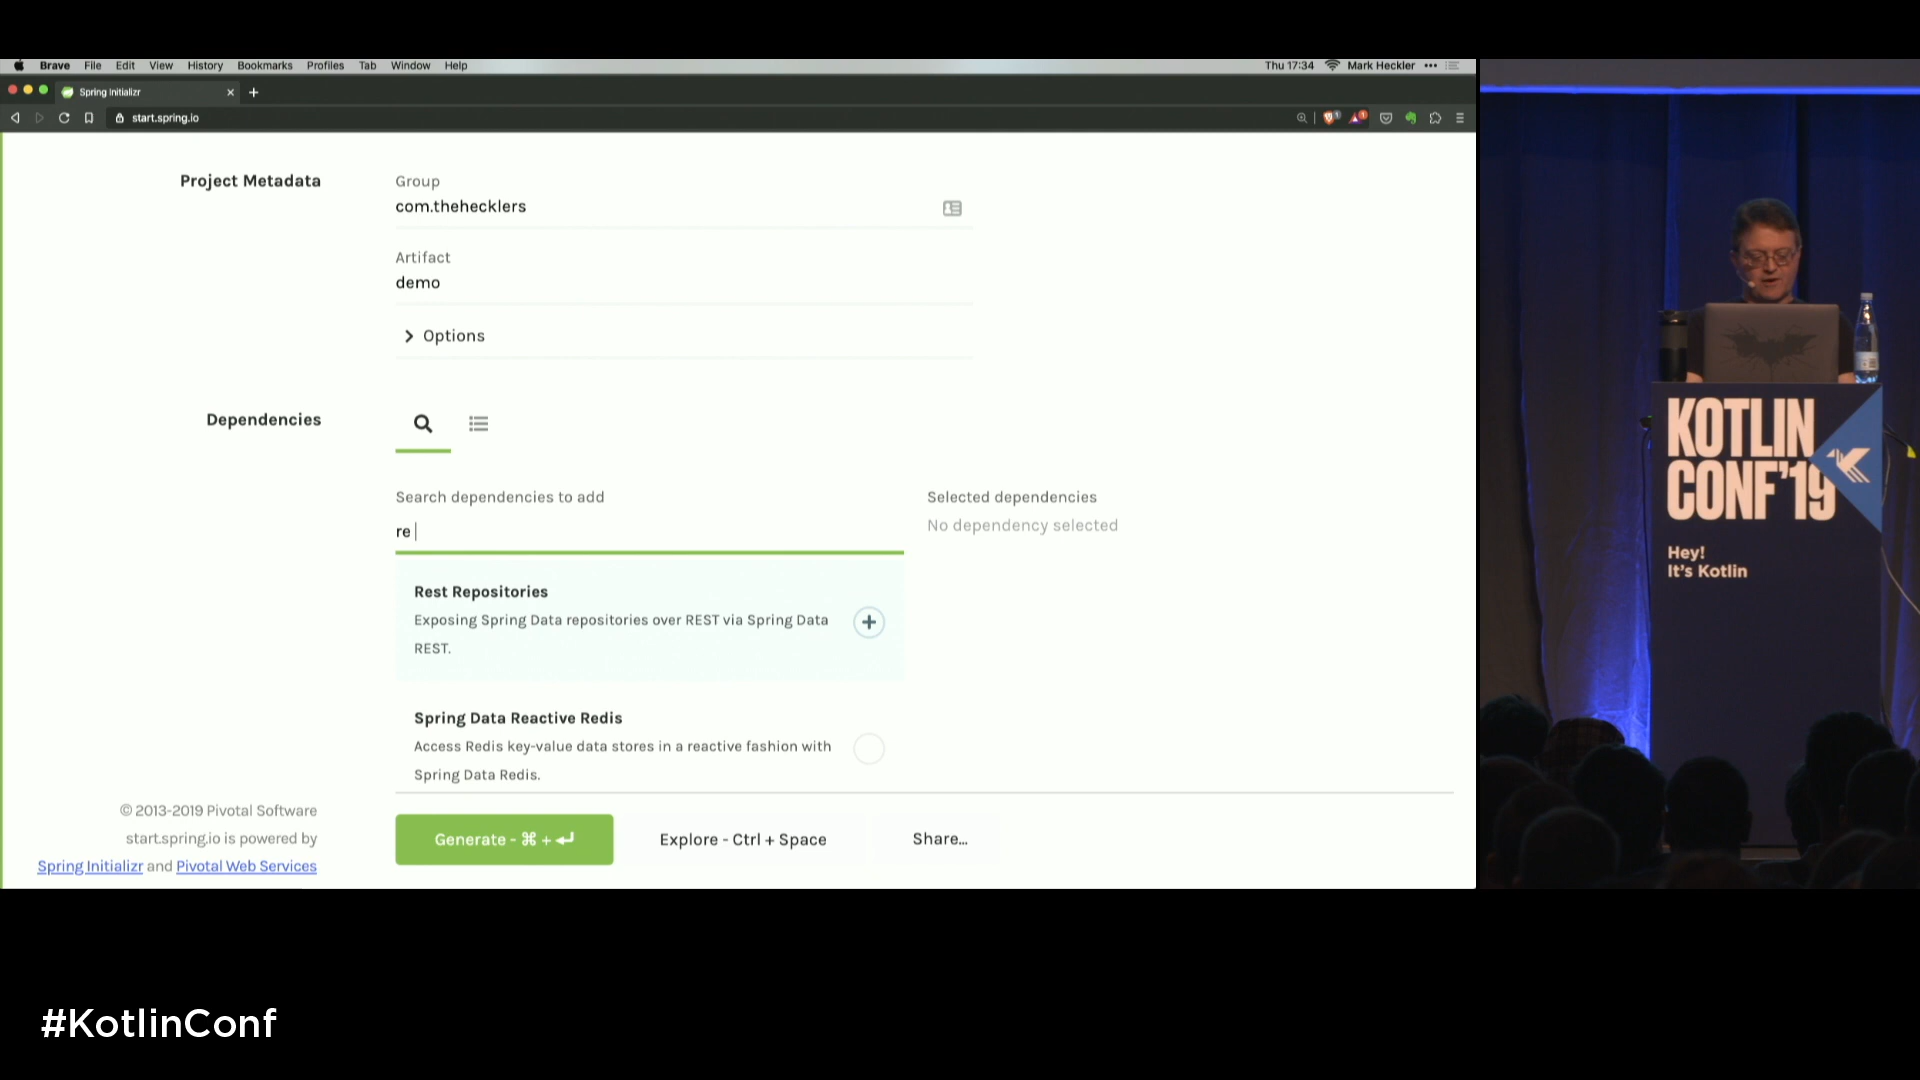 Brave File Edit View History Bookmarks Profiles Tab Window Help
Thu 17:34 Mark Heckler
Spring Initializr
start.spring.io
Project Metadata
Group
com.thehecklers
Artifact
demo
Options
Dependencies
Search dependencies to add
re
Selected dependencies
No dependency selected
Rest Repositories
Exposing Spring Data repositories over REST via Spring Data
REST.
Spring Data Reactive Redis
Access Redis key-value data stores in a reactive fashion with
Spring Data Redis.
© 2013-2019 Pivotal Software
start.spring.io is powered by
Spring Initializr and Pivotal Web Services
Generate - ⌘ + ↵
Explore - Ctrl + Space
Share...
KOTLIN
CONF'19
Hey!
It's Kotlin
#KotlinConf